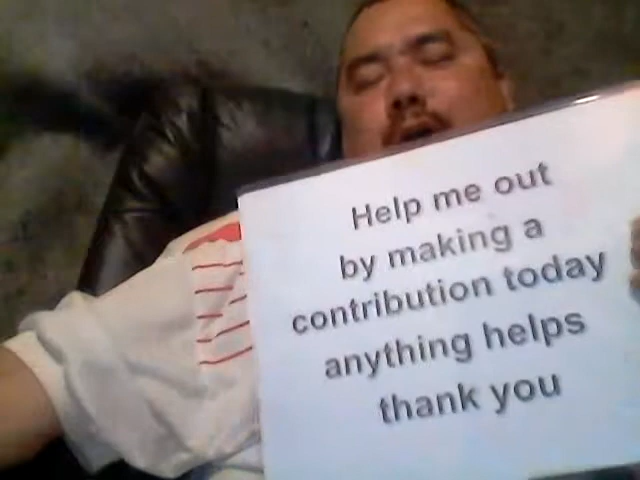 Help me out
by making a
contribution today
anything helps
thank you